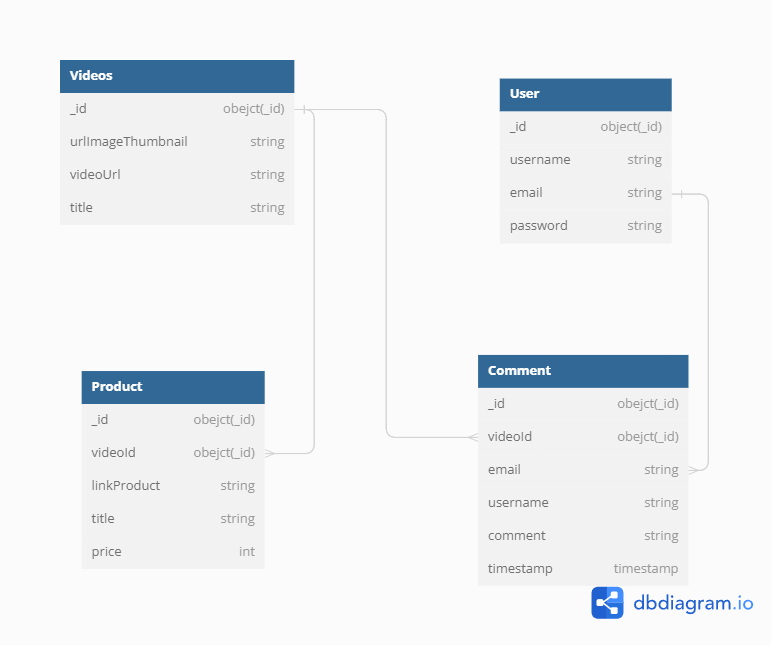 Videos
_id obejct(_id)
urlImageThumbnail string
videoUrl string
title string
User
_id object(_id)
username string
email string
password string
Product
_id obejct(_id)
videoId obejct(_id)
linkProduct string
title string
price int
Comment
_id obejct(_id)
videoId obejct(_id)
email string
username string
comment string
timestamp timestamp
dbdiagram.io